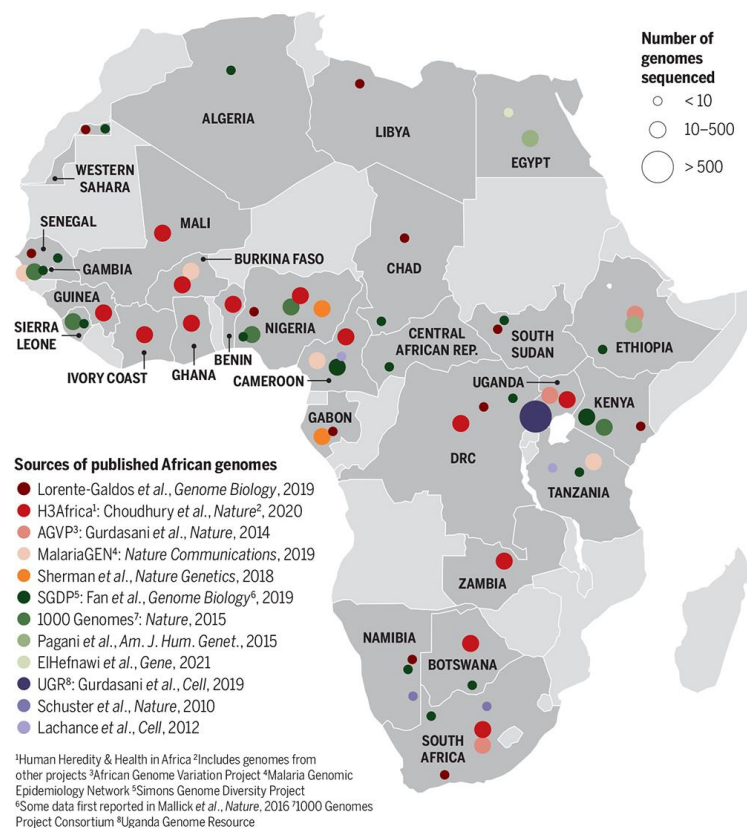 Number of
genomes
sequenced
< 10
10–500
> 500
ALGERIA
LIBYA
EGYPT
WESTERN
SAHARA
SENEGAL
MALI
GAMBIA
BURKINA FASO
CHAD
GUINEA
NIGERIA
SIERRA
LEONE
IVORY COAST
GHANA
BENIN
CAMEROON
CENTRAL
AFRICAN REP.
SOUTH
SUDAN
ETHIOPIA
UGANDA
KENYA
GABON
DRC
TANZANIA
ZAMBIA
NAMIBIA
BOTSWANA
SOUTH
AFRICA
Sources of published African genomes
Lorente-Galdos et al., Genome Biology, 2019
H3Africa¹: Choudhury et al., Nature², 2020
AGVP³: Gurdasani et al., Nature, 2014
MalariaGEN⁴: Nature Communications, 2019
Sherman et al., Nature Genetics, 2018
SGDP⁵: Fan et al., Genome Biology⁶, 2019
1000 Genomes⁷: Nature, 2015
Pagani et al., Am. J. Hum. Genet., 2015
ElHefnawi et al., Gene, 2021
UGR⁸: Gurdasani et al., Cell, 2019
Schuster et al., Nature, 2010
Lachance et al., Cell, 2012
¹Human Heredity & Health in Africa ²Includes genomes from
other projects ³African Genome Variation Project ⁴Malaria Genomic
Epidemiology Network ⁵Simons Genome Diversity Project
⁶Some data first reported in Mallick et al., Nature, 2016 ⁷1000 Genomes
Project Consortium ⁸Uganda Genome Resource